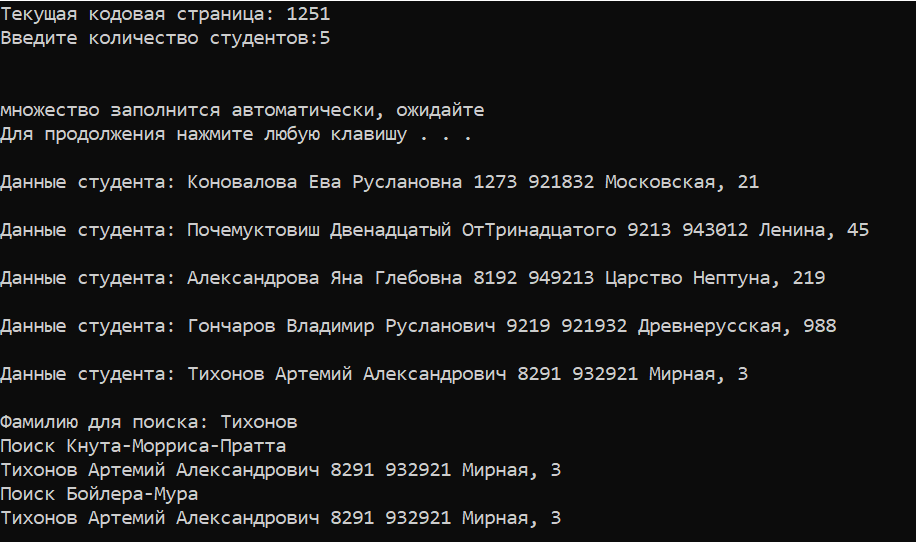 Текущая кодовая страница: 1251
Введите количество студентов:5
множество заполнится автоматически, ожидайте
Для продолжения нажмите любую клавишу . . .
Данные студента: Коновалова Ева Руслановна 1273 921832 Московская, 21
Данные студента: Почемуктовиш Двенадцатый ОтТринадцатого 9213 943012 Ленина, 45
Данные студента: Александрова Яна Глебовна 8192 949213 Царство Нептуна, 219
Данные студента: Гончаров Владимир Русланович 9219 921932 Древнерусская, 988
Данные студента: Тихонов Артемий Александрович 8291 932921 Мирная, 3
Фамилию для поиска: Тихонов
Поиск Кнута-Морриса-Пратта
Тихонов Артемий Александрович 8291 932921 Мирная, 3
Поиск Бойлера-Мура
Тихонов Артемий Александрович 8291 932921 Мирная, 3